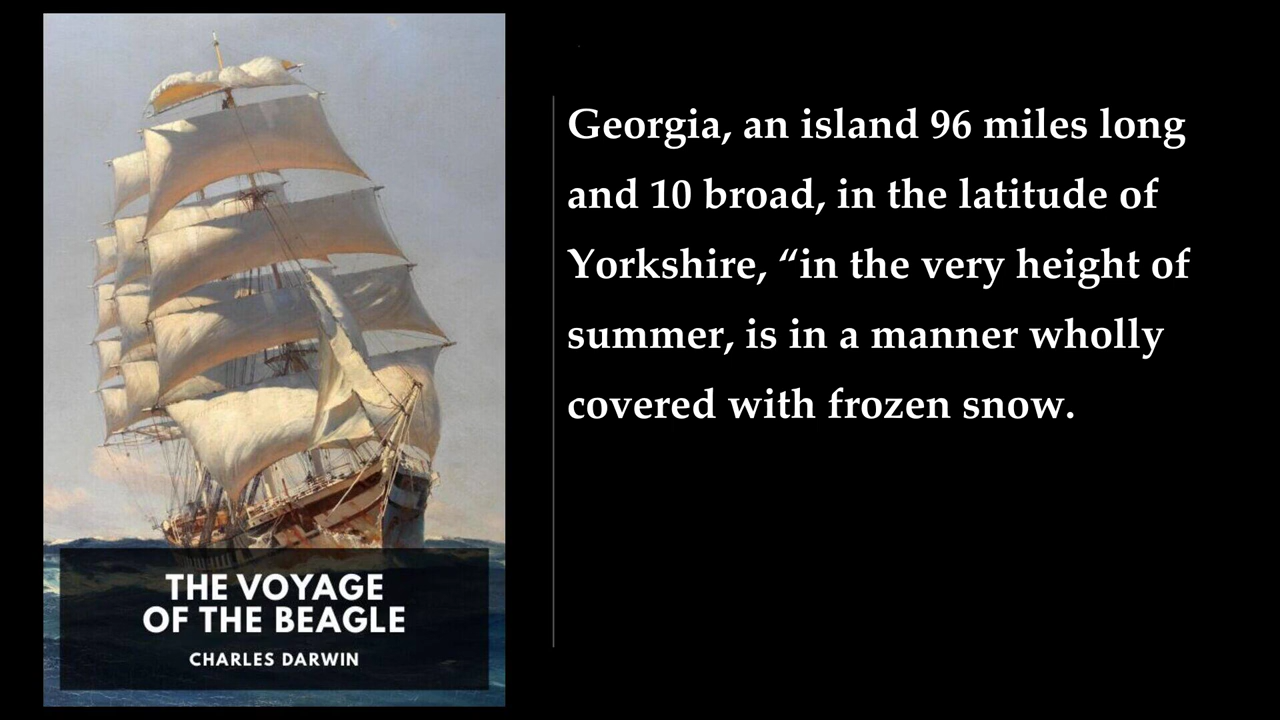 THE VOYAGE
OF THE BEAGLE
CHARLES DARWIN
Georgia, an island 96 miles long
and 10 broad, in the latitude of
Yorkshire, “in the very height of
summer, is in a manner wholly
covered with frozen snow.